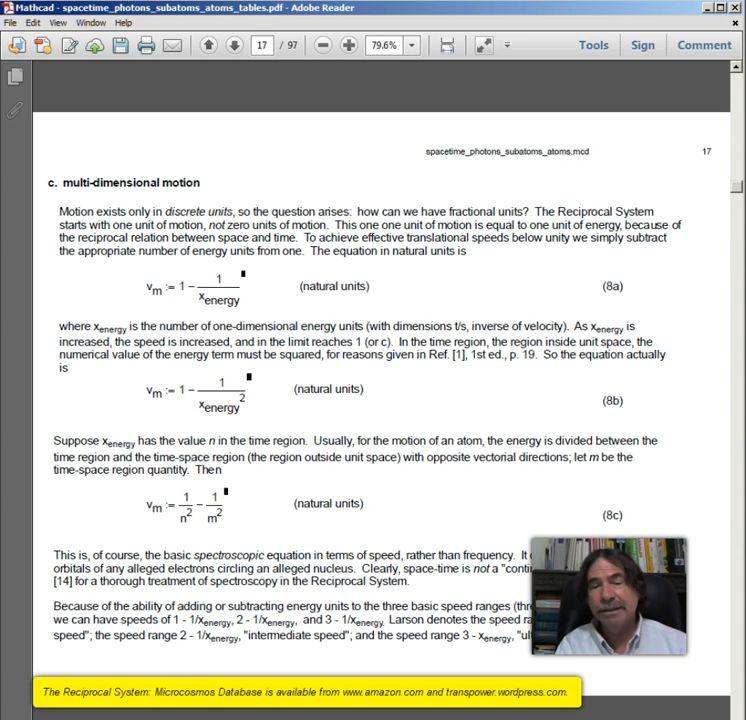 Mathcad - spacetime_photons_subatoms_atoms_tables.pdf - Adobe Reader
File Edit View Window Help
17 / 97 79.6% Tools Sign Comment
spacetime_photons_subatoms_atoms.mcd 17
c. multi-dimensional motion
Motion exists only in discrete units, so the question arises: how can we have fractional units? The Reciprocal System
starts with one unit of motion, not zero units of motion. This one one unit of motion is equal to one unit of energy, because of
the reciprocal relation between space and time. To achieve effective translational speeds below unity we simply subtract
the appropriate number of energy units from one. The equation in natural units is
vm := 1 - 1/xenergy (natural units) (8a)
where xenergy is the number of one-dimensional energy units (with dimensions t/s, inverse of velocity). As xenergy is
increased, the speed is increased, and in the limit reaches 1 (or c). In the time region, the region inside unit space, the
numerical value of the energy term must be squared, for reasons given in Ref. [1], 1st ed., p. 19. So the equation actually
is
vm := 1 - 1/xenergy² (natural units) (8b)
Suppose xenergy has the value n in the time region. Usually, for the motion of an atom, the energy is divided between the
time region and the time-space region (the region outside unit space) with opposite vectorial directions; let m be the
time-space region quantity. Then
vm := 1/n² - 1/m² (natural units) (8c)
This is, of course, the basic spectroscopic equation in terms of speed, rather than frequency. It
orbitals of any alleged electrons circling an alleged nucleus. Clearly, space-time is not a "conti
[14] for a thorough treatment of spectroscopy in the Reciprocal System.
Because of the ability of adding or subtracting energy units to the three basic speed ranges (thr
we can have speeds of 1 - 1/xenergy, 2 - 1/xenergy, and 3 - 1/xenergy. Larson denotes the speed ra
speed"; the speed range 2 - 1/xenergy, "intermediate speed"; and the speed range 3 - xenergy, "ul
The Reciprocal System: Microcosmos Database is available from www.amazon.com and transpower.wordpress.com.